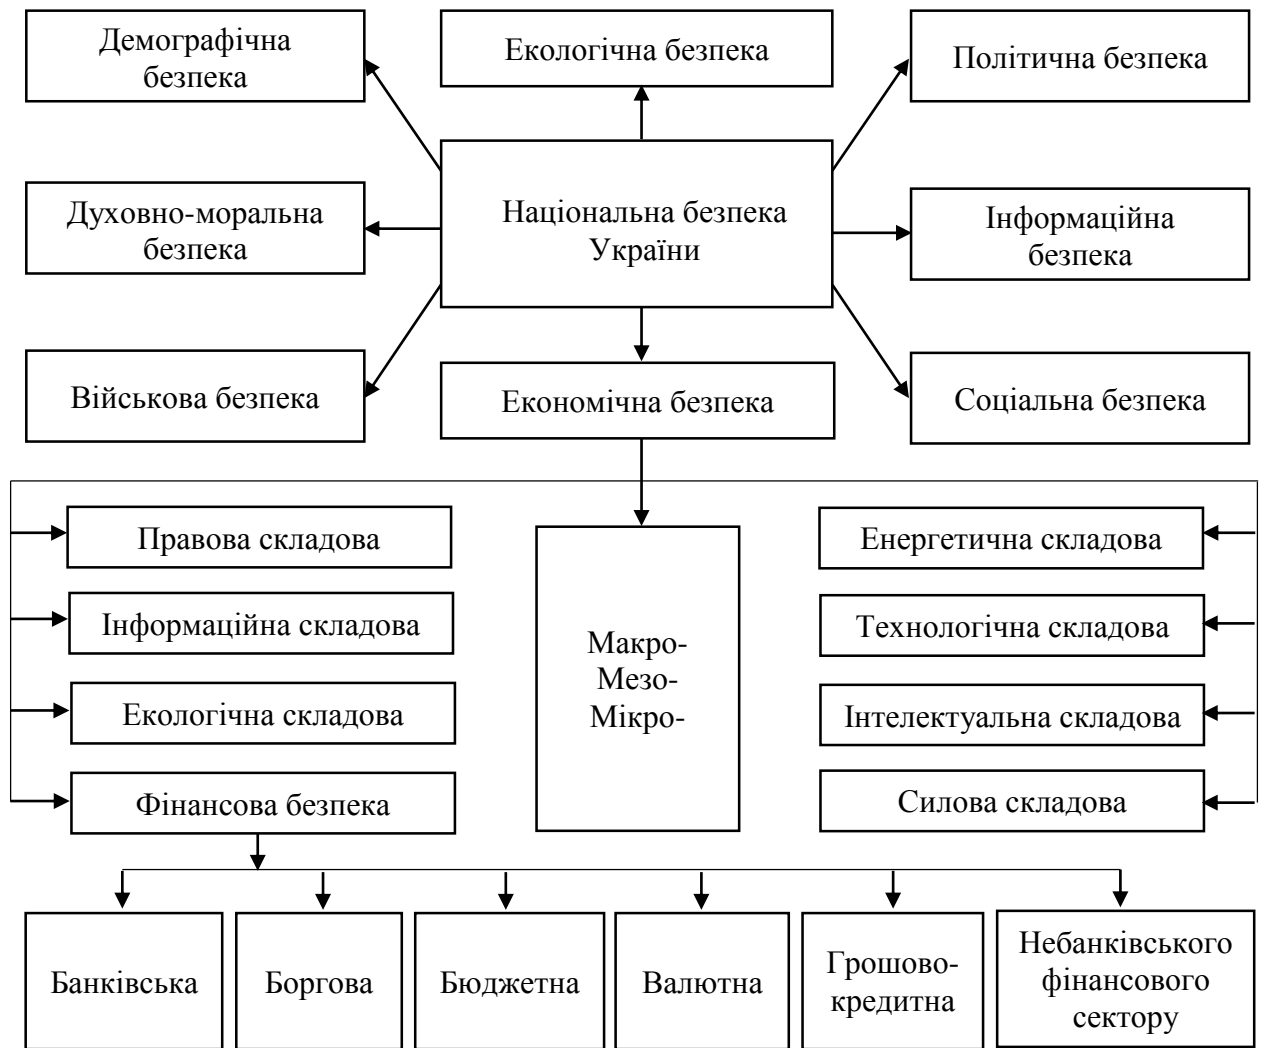 Демографічна
безпека
Екологічна безпека
Політична безпека
Духовно-моральна
безпека
Національна безпека
України
Інформаційна
безпека
Військова безпека
Економічна безпека
Соціальна безпека
Правова складова
Інформаційна складова
Екологічна складова
Фінансова безпека
Макро-
Мезо-
Мікро-
Енергетична складова
Технологічна складова
Інтелектуальна складова
Силова складова
Банківська
Боргова
Бюджетна
Валютна
Грошово-
кредитна
Небанківського
фінансового
сектору